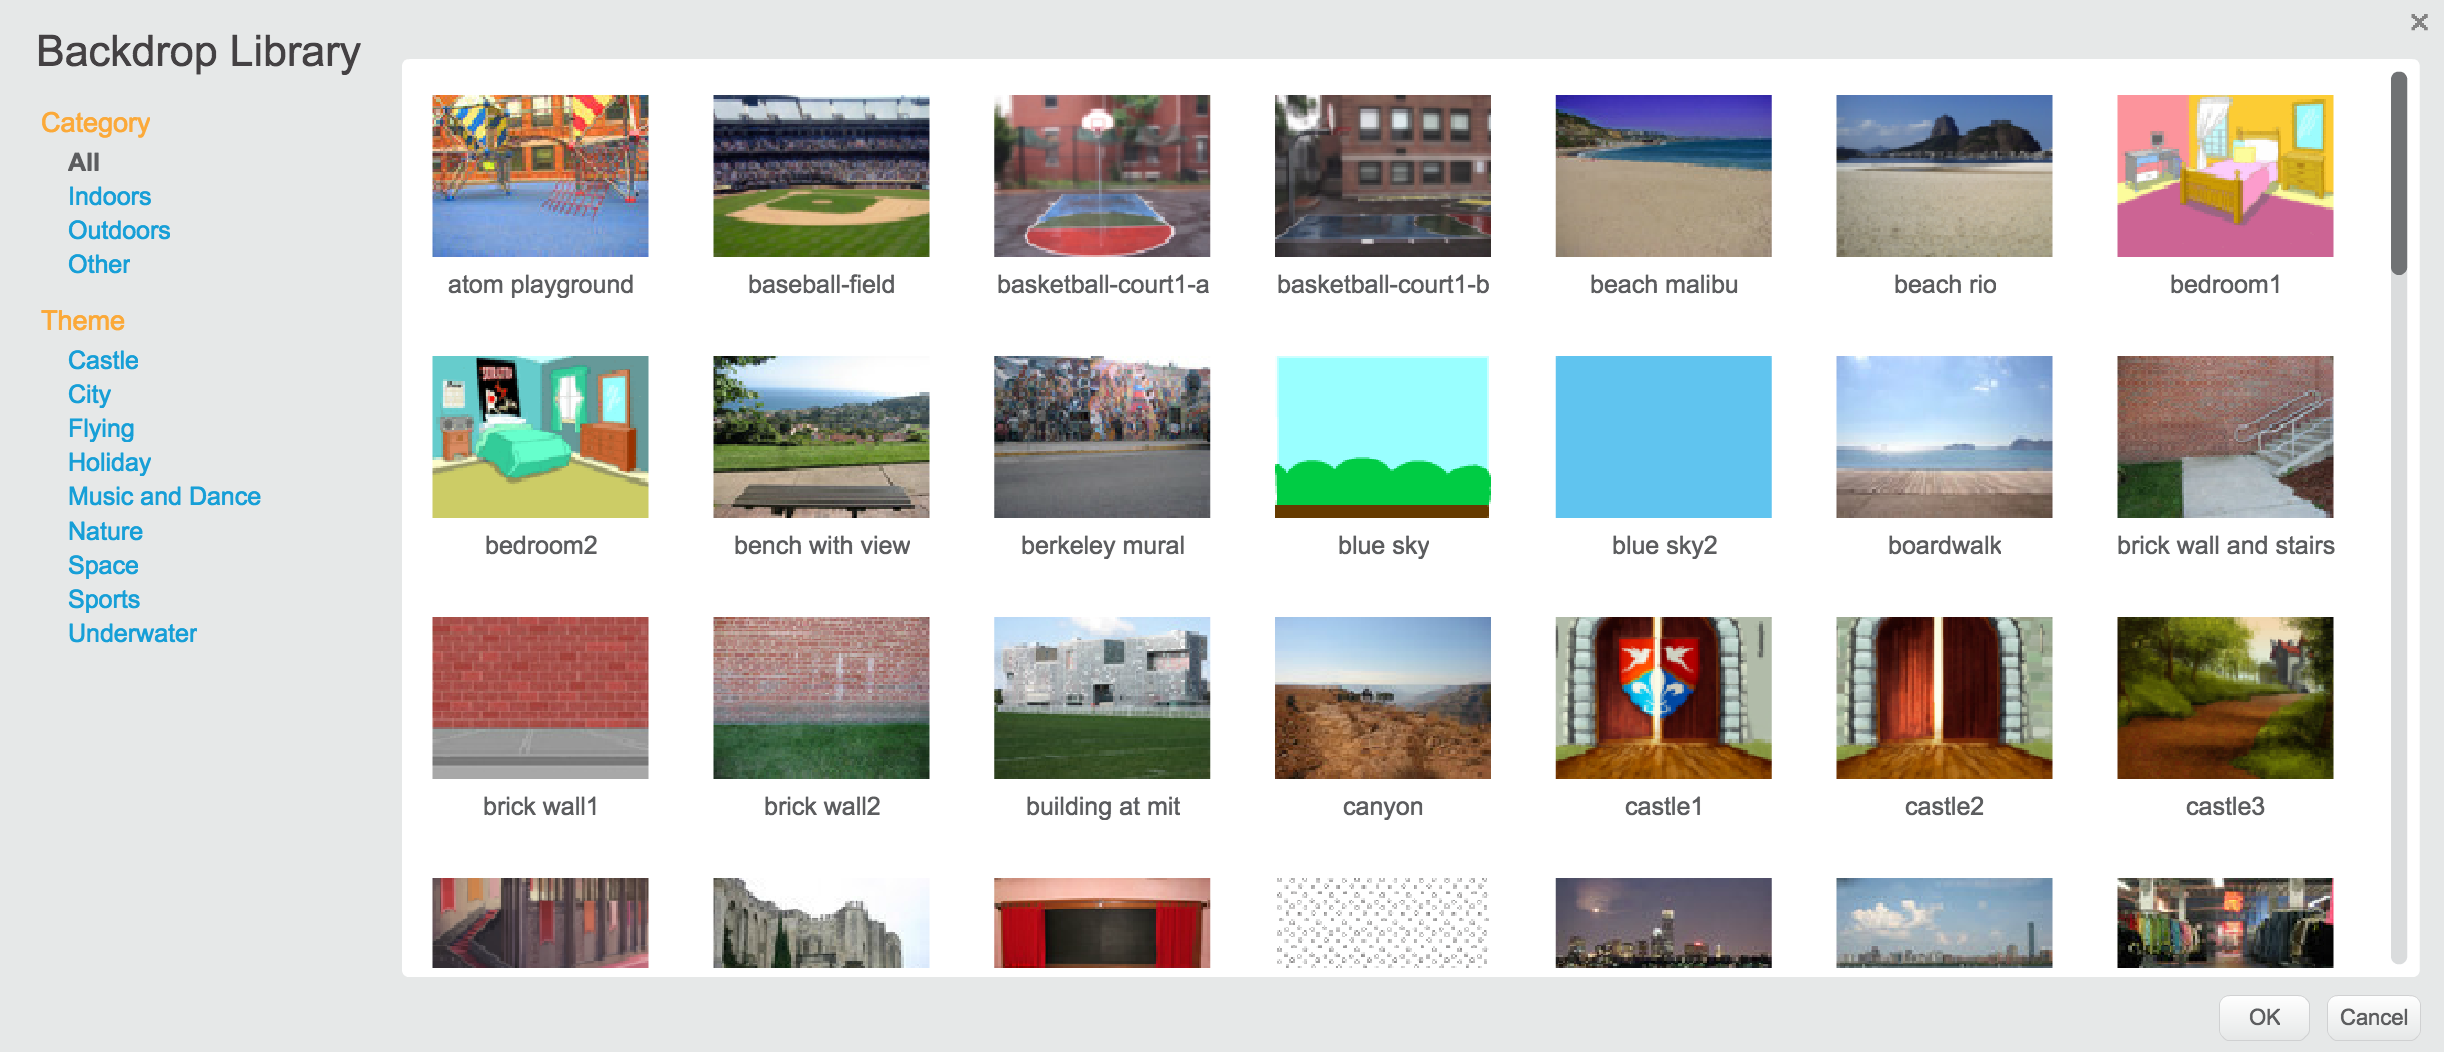 Backdrop Library
Category
All
Indoors
Outdoors
Other
Theme
Castle
City
Flying
Holiday
Music and Dance
Nature
Space
Sports
Underwater
atom playground baseball-field basketball-court1-a basketball-court1-b beach malibu beach rio bedroom1
bedroom2 bench with view berkeley mural blue sky blue sky2 boardwalk brick wall and stairs
brick wall1 brick wall2 building at mit canyon castle1 castle2 castle3
OK Cancel